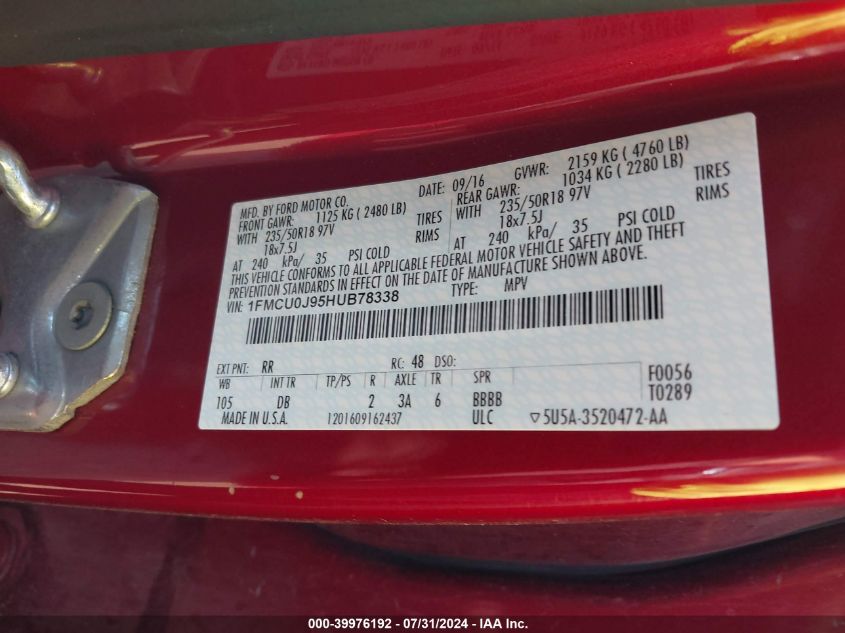 MFD. BY FORD MOTOR CO.
DATE: 09/16
GVWR: 2159 KG ( 4760 LB)
FRONT GAWR: 1125 KG ( 2480 LB)
REAR GAWR: 1034 KG ( 2280 LB)
WITH 235/50R18 97V TIRES
WITH 235/50R18 97V TIRES
18x7.5J RIMS
18x7.5J RIMS
AT 240 kPa/ 35 PSI COLD
AT 240 kPa/ 35 PSI COLD
THIS VEHICLE CONFORMS TO ALL APPLICABLE FEDERAL MOTOR VEHICLE SAFETY AND THEFT
PREVENTION STANDARDS IN EFFECT ON THE DATE OF MANUFACTURE SHOWN ABOVE.
VIN: 1FMCU0J95HUB78338
TYPE: MPV
EXT PNT: RR RC: 48 DSO:
WB INT TR TP/PS R AXLE TR SPR
105 DB 2 3A 6 BBBB
F0056
T0289
MADE IN U.S.A. 1201609162437 ULC ▽5U5A-3520472-AA
000-39976192 - 07/31/2024 - IAA Inc.